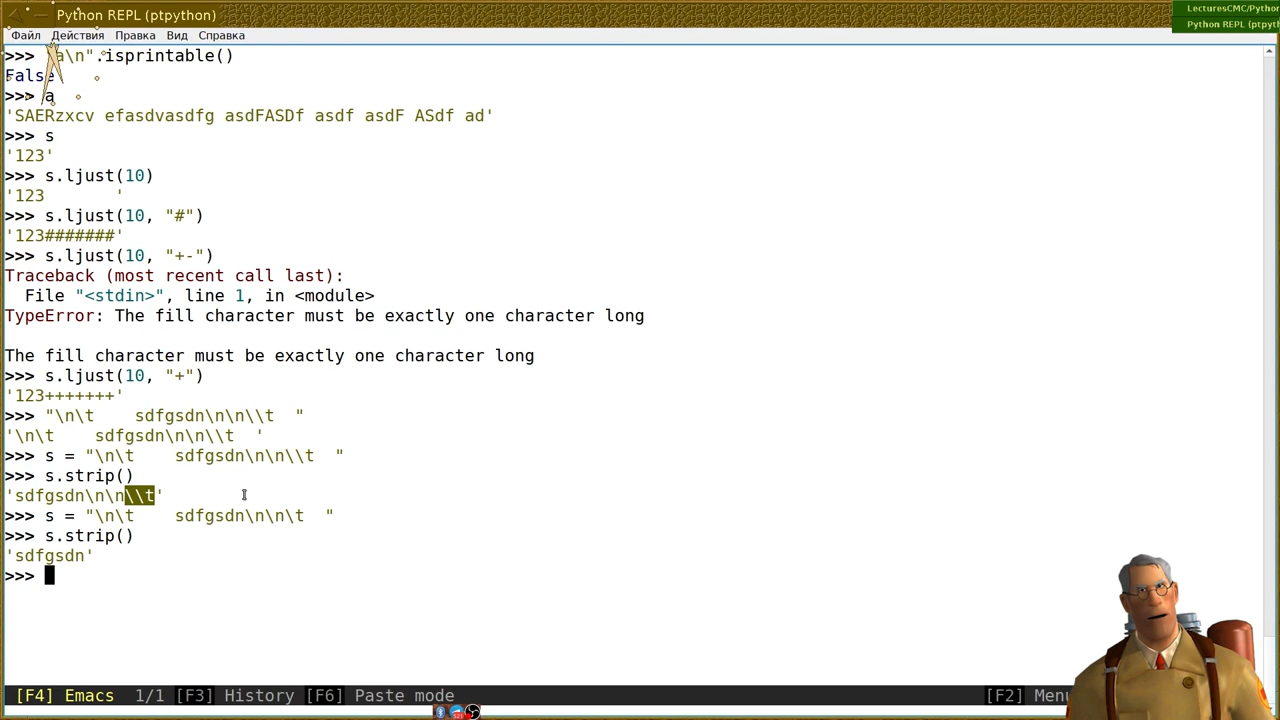 Python REPL (ptpython)
LecturesCMC/Python
Python REPL (ptpyth
Файл Действия Правка Вид Справка
>>> "a\n".isprintable()
False
>>> a
'SAERzxcv efasdvasdfg asdFASDf asdf asdF ASdf ad'
>>> s
'123'
>>> s.ljust(10)
'123       '
>>> s.ljust(10, "#")
'123#######'
>>> s.ljust(10, "+-")
Traceback (most recent call last):
  File "<stdin>", line 1, in <module>
TypeError: The fill character must be exactly one character long
The fill character must be exactly one character long
>>> s.ljust(10, "+")
'123+++++++'
>>> "\n\t    sdfgsdn\n\n\\t  "
'\n\t    sdfgsdn\n\n\\t  '
>>> s = "\n\t    sdfgsdn\n\n\\t  "
>>> s.strip()
'sdfgsdn\n\n\\t'
>>> s = "\n\t    sdfgsdn\n\n\t  "
>>> s.strip()
'sdfgsdn'
>>>
[F4] Emacs  1/1 [F3] History [F6] Paste mode
[F2] Menu